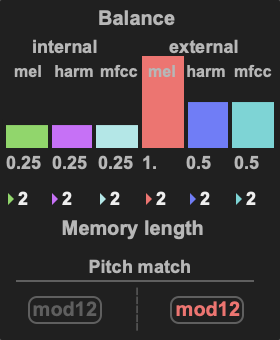 Balance
internal external
mel harm mfcc mel harm mfcc
0.25 0.25 0.25 1. 0.5 0.5
2 2 2 2 2 2
Memory length
Pitch match
mod12 mod12